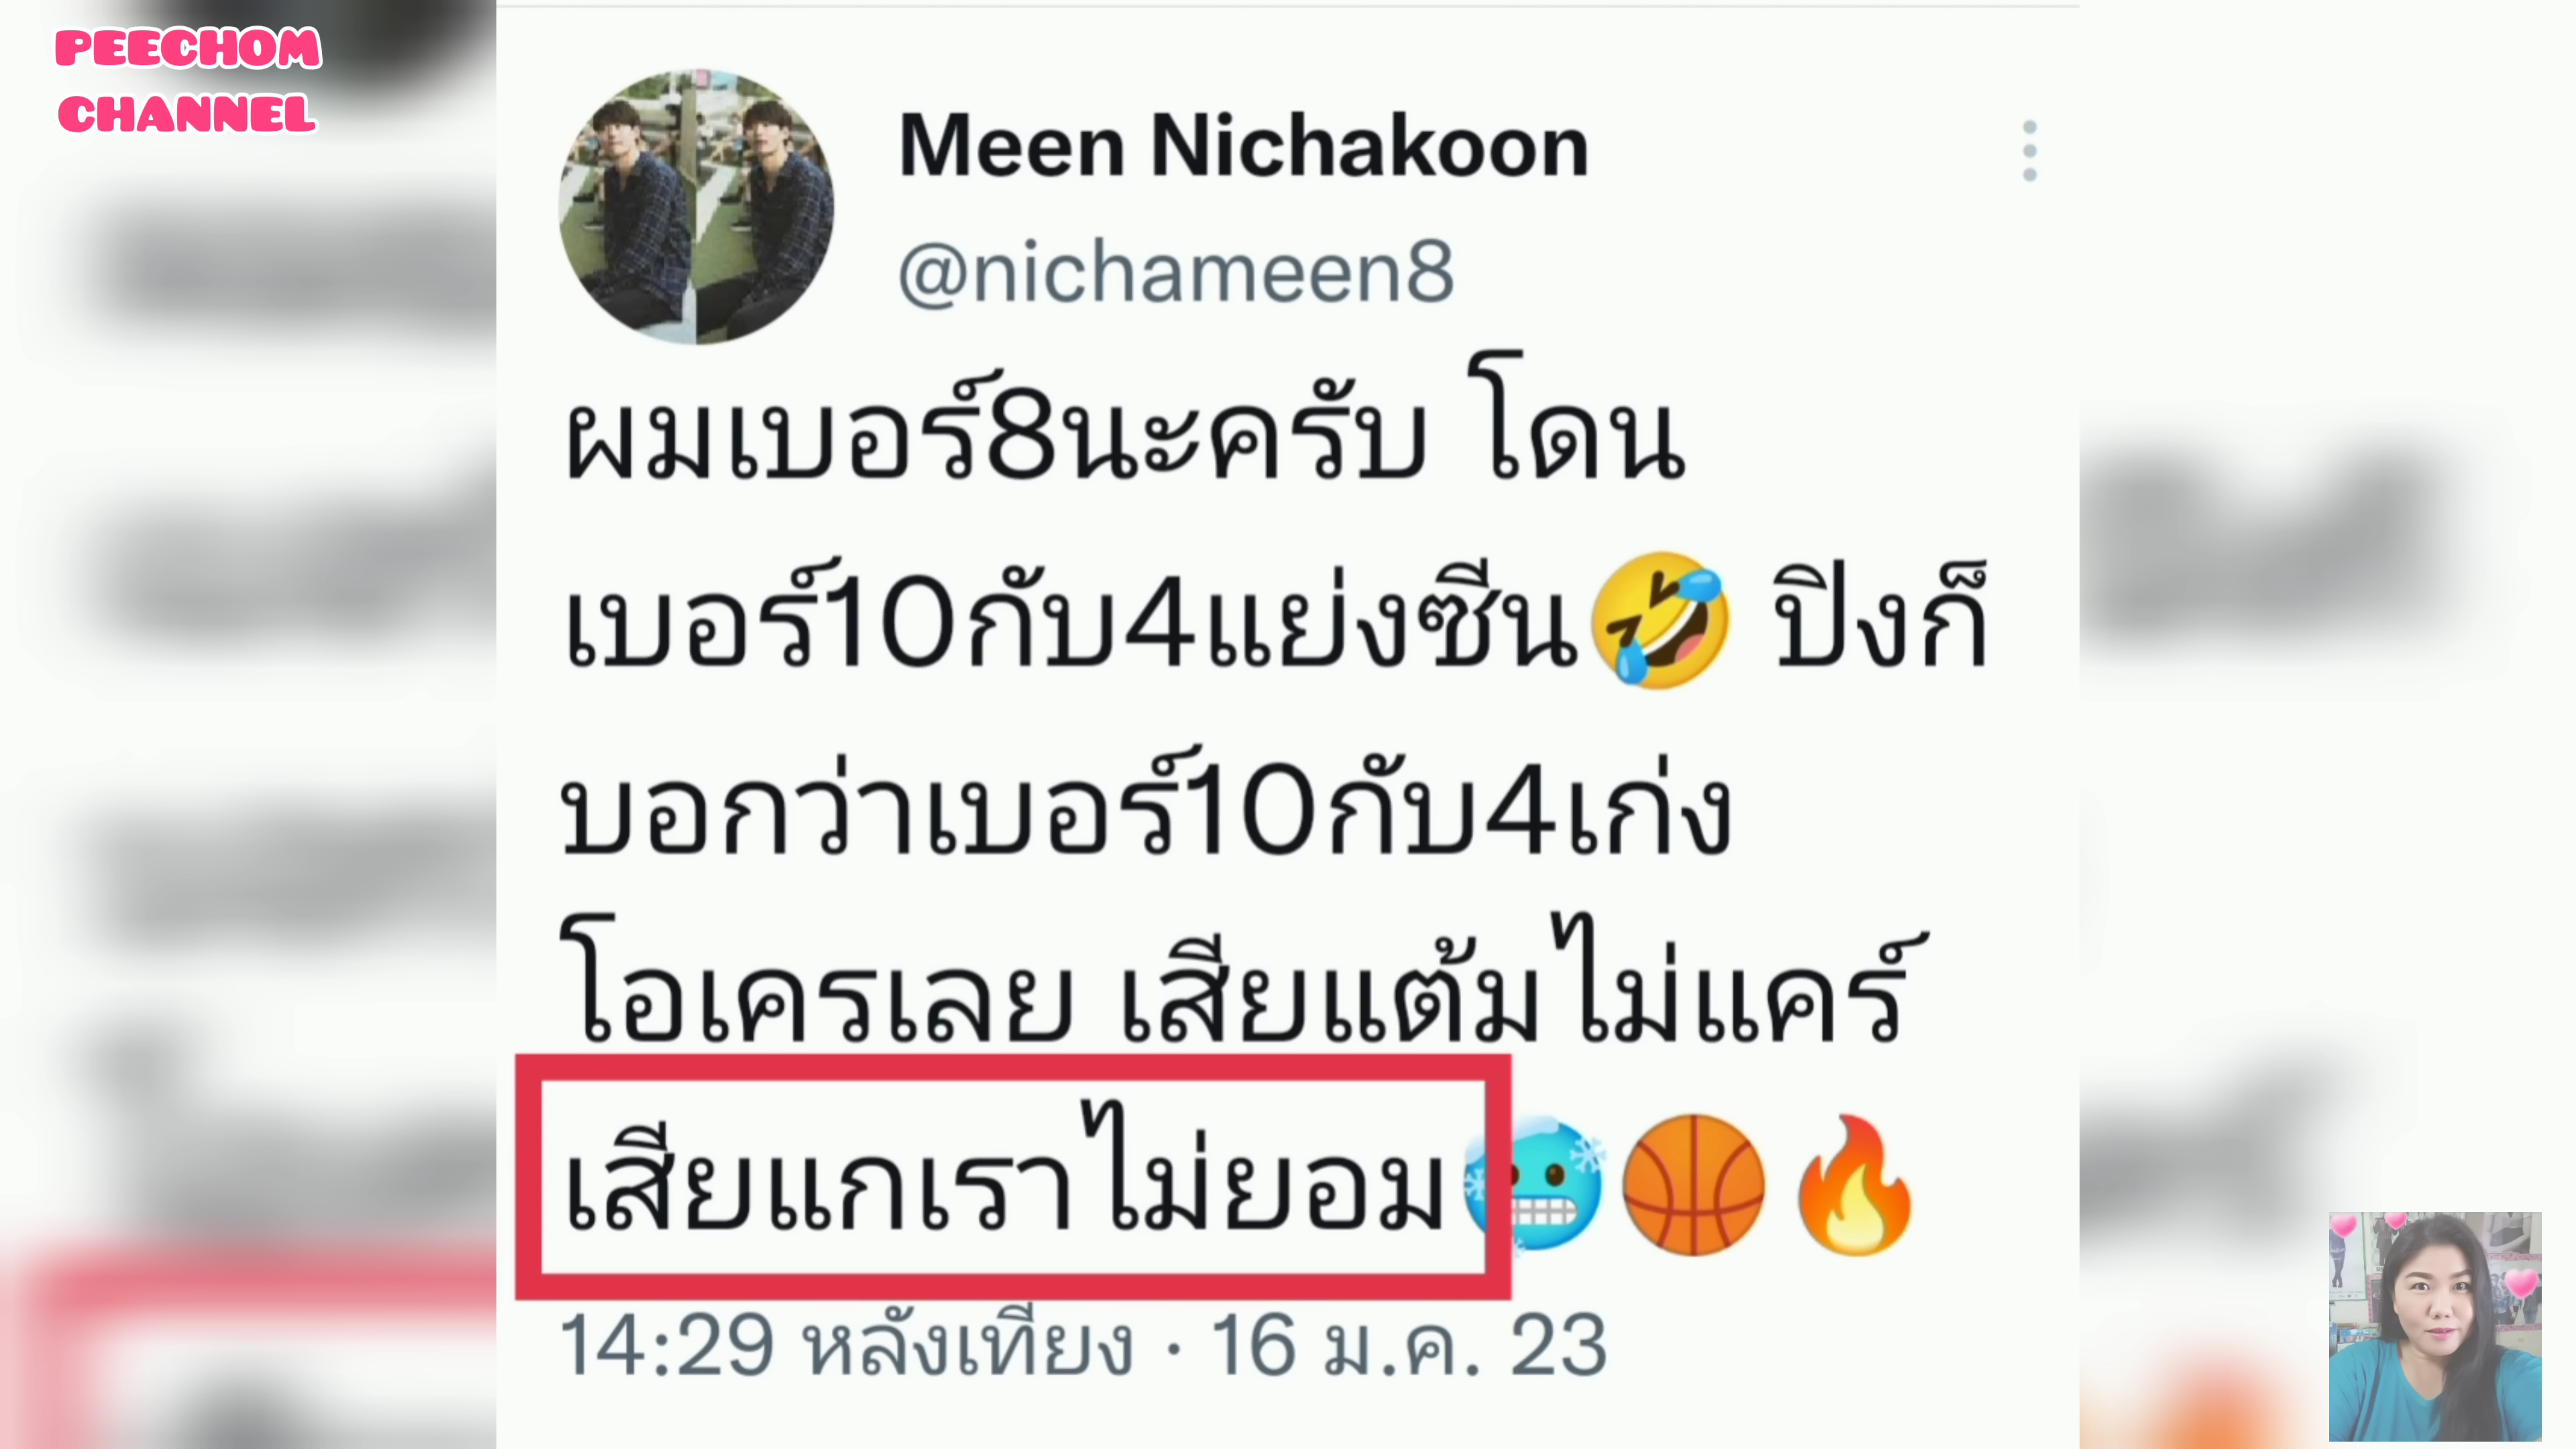 PEECHOM
CHANNEL
Meen Nichakoon
@nichameen8
ผมเบอร์8นะครับ โดน
เบอร์10กับ4แย่งซีน🤣 ปิงก็
บอกว่าเบอร์10กับ4เก่ง
โอเครเลย เสียแต้มไม่แคร์
เสียแกเราไม่ยอม🥶🏀🔥
14:29 หลังเที่ยง · 16 ม.ค. 23